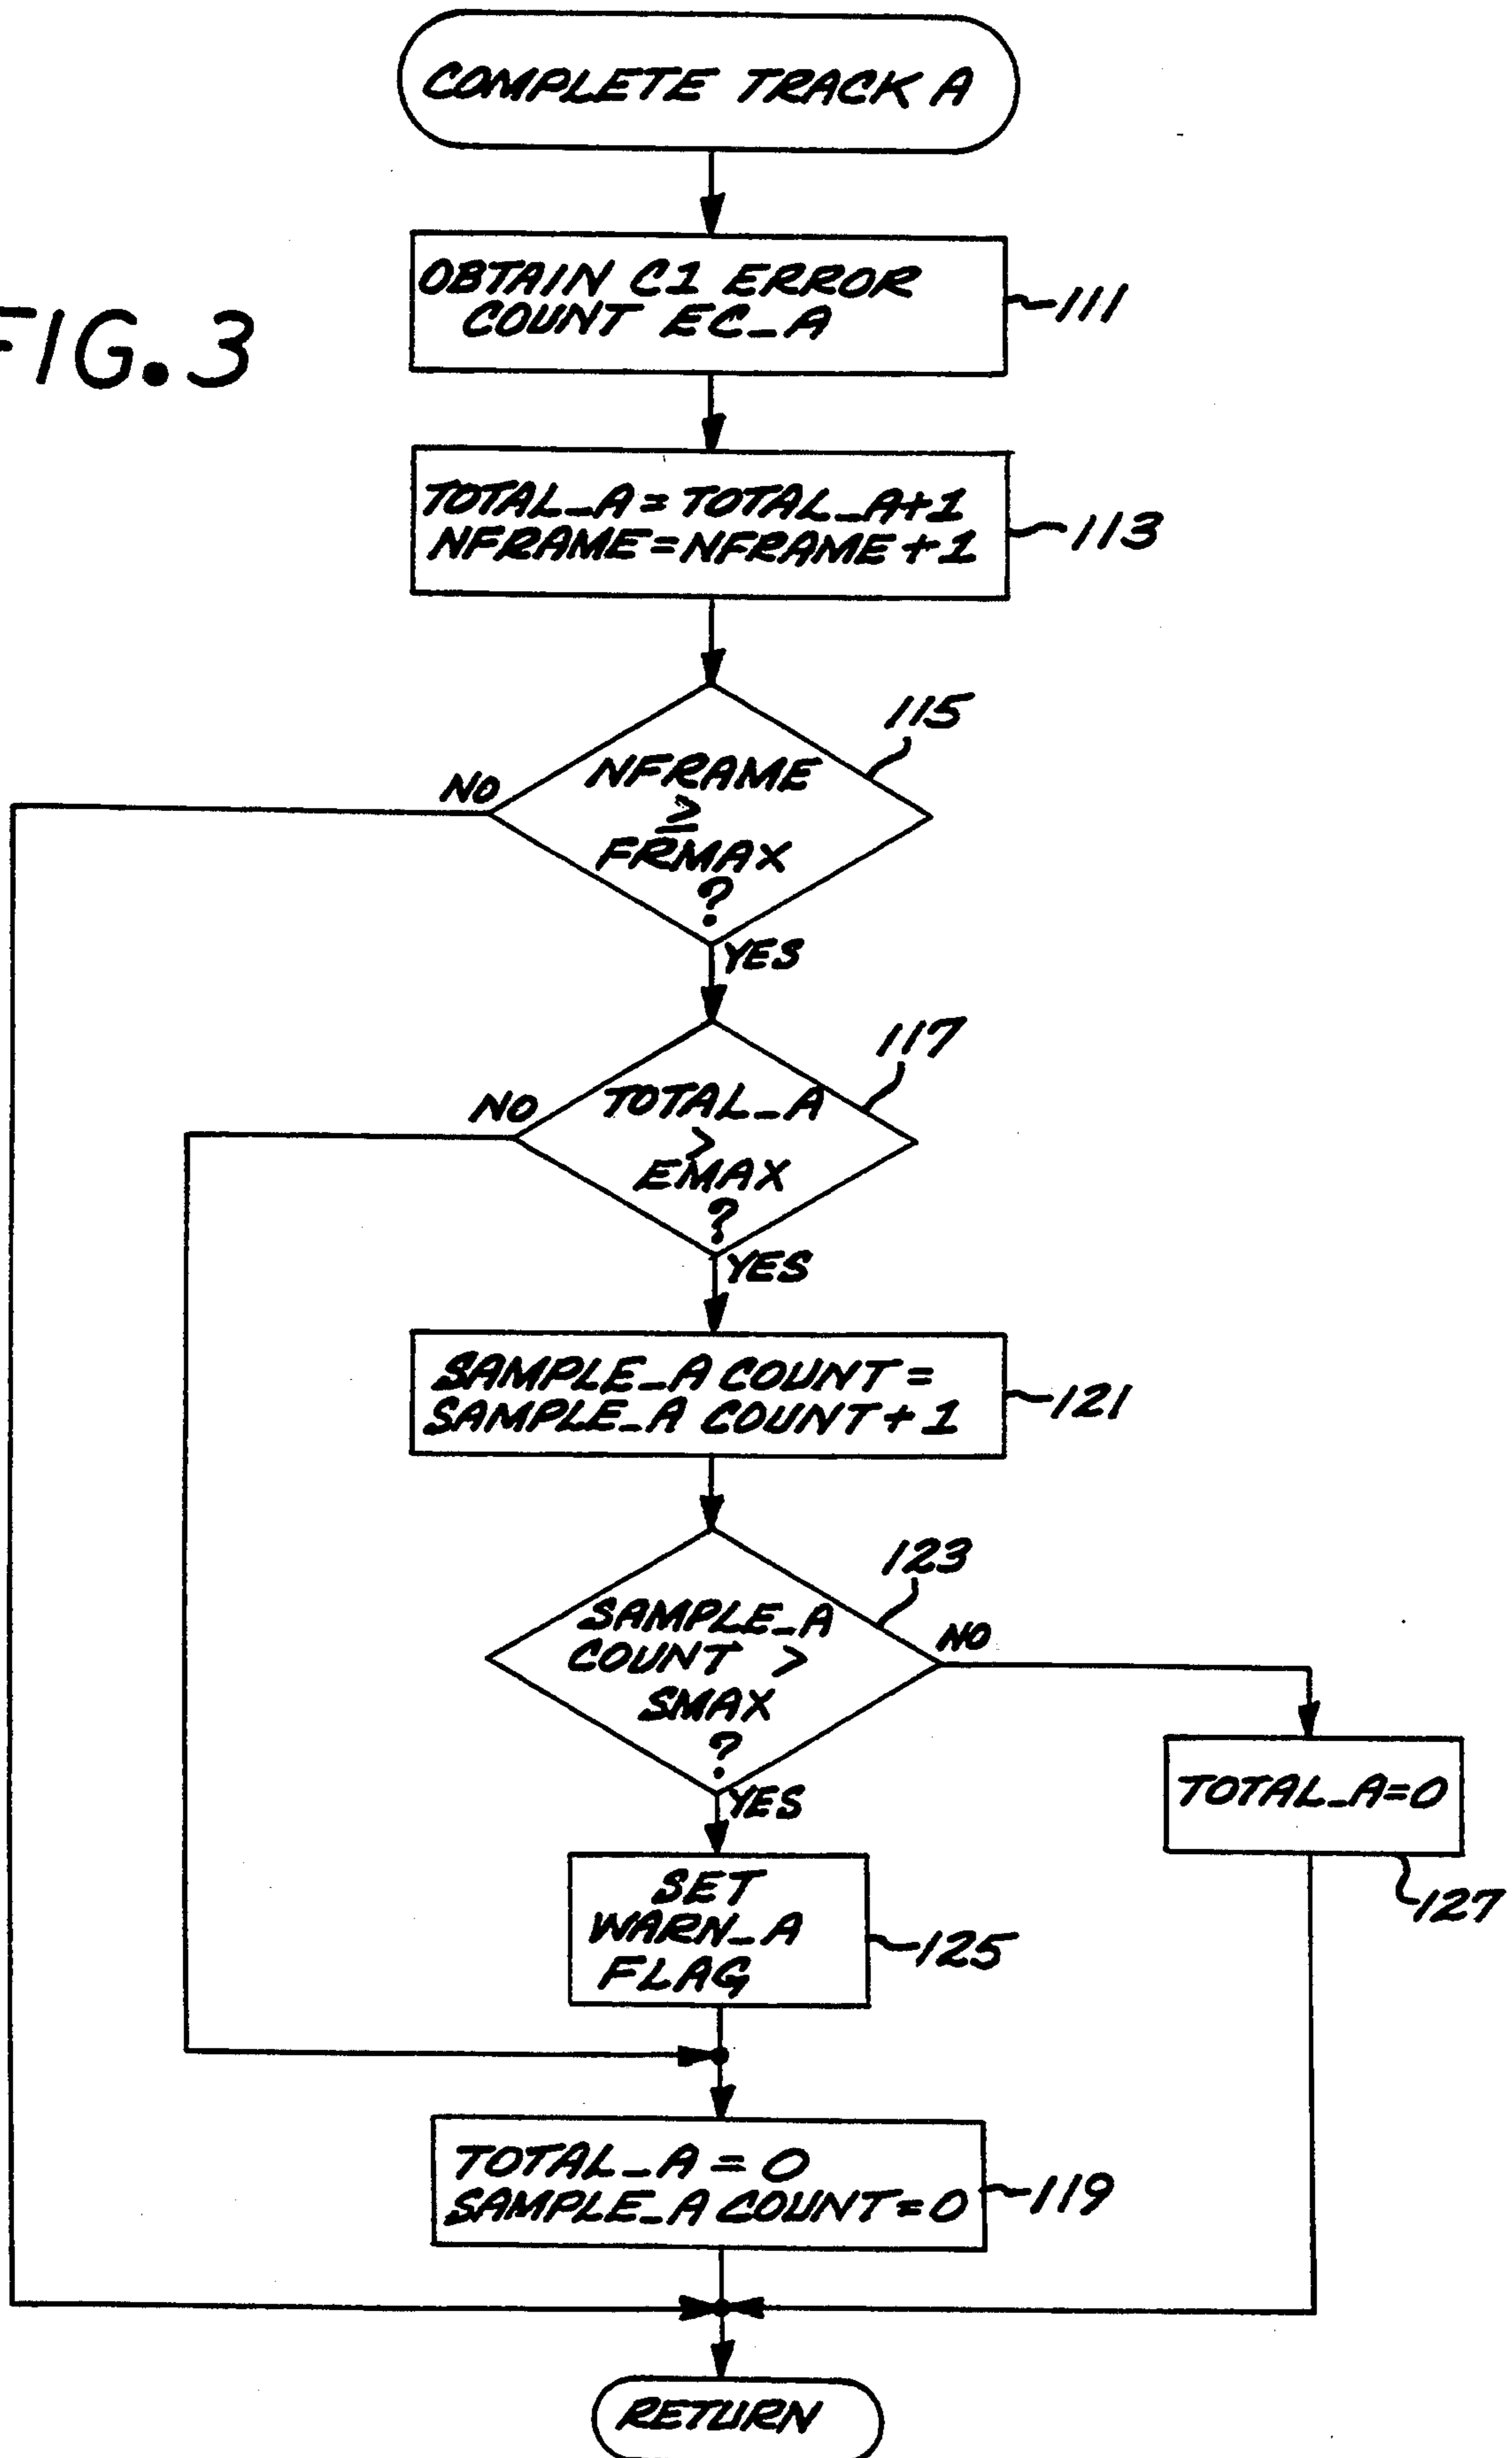 COMPLETE TRACK A
OBTAIN C1 ERROR
COUNT EC_A
111
FIG. 3
TOTAL_A = TOTAL_A+1
NFRAME = NFRAME + 1
113
115
NFRAME
≥
FRMAX
?
NO
YES
117
TOTAL_A
>
EMAX
?
NO
YES
SAMPLE_A COUNT =
SAMPLE_A COUNT + 1
121
123
SAMPLE_A
COUNT >
SMAX
?
NO
YES
TOTAL_A=0
127
SET
WARN_A
FLAG
125
TOTAL_A = 0
SAMPLE_A COUNT = 0
119
RETURN